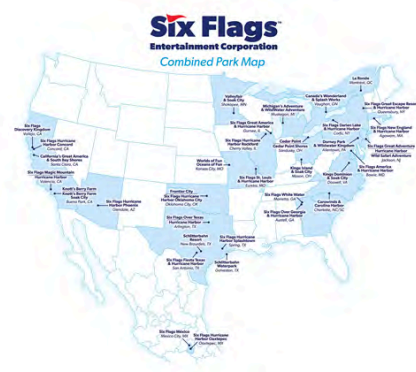 Six Flags
Entertainment Corporation
Combined Park Map
La Ronde
Montreal, QC
Valleyfair
& Soak City
Shakopee, MN
Michigan's Adventure
& WildWater Adventure
Muskegon, MI
Canada's Wonderland
& Splash Works
Vaughan, ON
Six Flags Great Escape Resort
& Hurricane Harbor
Queensbury, NY
Six Flags Darien Lake
& Hurricane Harbor
Six Flags New England
& Hurricane Harbor
Agawam, MA
Six Flags Great America
& Hurricane Harbor
Gurnee, IL
Six Flags Hurricane
Harbor Rockford
Cherry Valley, IL
Cedar Point
Cedar Point Shores
Sandusky, OH
Dorney Park
& Wildwater Kingdom
Allentown, PA
Six Flags Great Adventure
Hurricane Harbor
Wild Safari Adventure
Jackson, NJ
Six Flags America
& Hurricane Harbor
Six Flags
Discovery Kingdom
Vallejo, CA
Six Flags Hurricane
Harbor Concord
Concord, CA
California's Great America
& South Bay Shores
Santa Clara, CA
Six Flags Magic Mountain
Hurricane Harbor
Valencia, CA
Knott's Berry Farm
Knott's Berry Farm
Soak City
Buena Park, CA
Six Flags Hurricane
Harbor Phoenix
Glendale, AZ
Worlds of Fun
Oceans of Fun
Kansas City, MO
Six Flags St. Louis
& Hurricane Harbor
Eureka, MO
Kings Island
& Soak City
Mason, OH
Kings Dominion
& Soak City
Doswell, VA
Carowinds &
Carolina Harbor
Charlotte, NC/SC
Frontier City
Six Flags Hurricane
Harbor Oklahoma City
Oklahoma City, OK
Six Flags White Water
Marietta, GA
Six Flags Over Georgia
& Hurricane Harbor
Austell, GA
Six Flags Over Texas
Hurricane Harbor
Arlington, TX
Schlitterbahn
Resort
New Braunfels, TX
Six Flags Hurricane
Harbor Splashtown
Spring, TX
Six Flags Fiesta Texas
& Hurricane Harbor
San Antonio, TX
Schlitterbahn
Waterpark
Galveston, TX
Six Flags México
Mexico City, MX
Six Flags Hurricane
Harbor Oaxtepec
Oaxtepec, MX